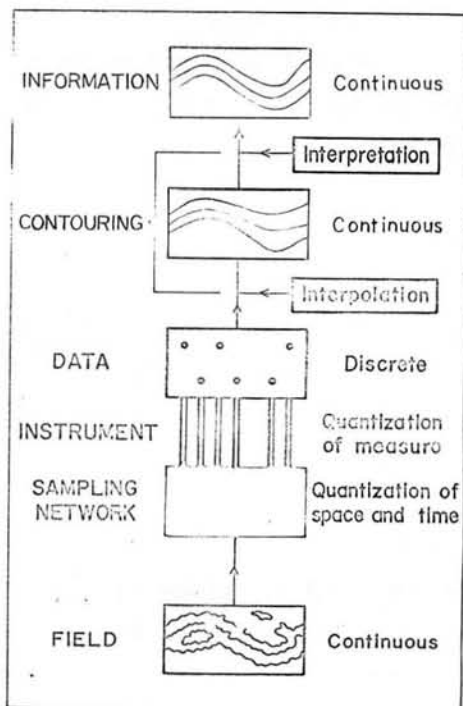 INFORMATION Continuous
Interpretation
CONTOURING Continuous
Interpolation
DATA Discrete
INSTRUMENT Quantization
of measure
SAMPLING Quantization of
NETWORK space and time
FIELD Continuous